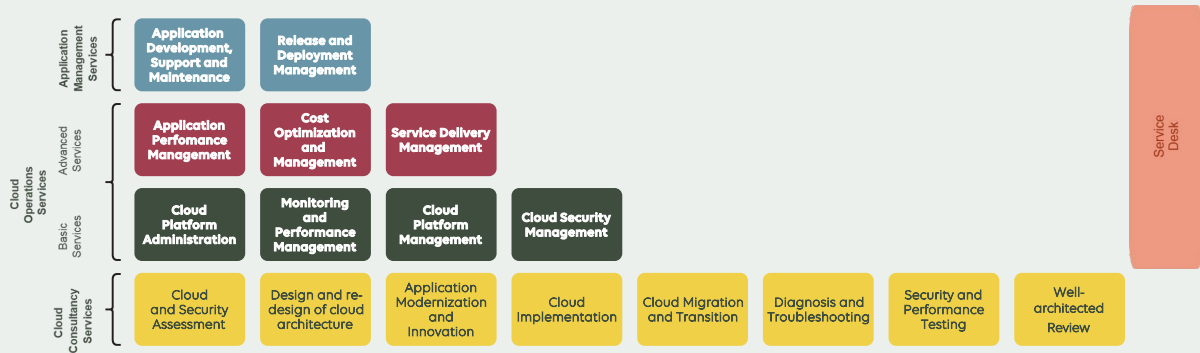 Application
Management
Services
Application
Development,
Support and
Maintenance
Release and
Deployment
Management
Cloud
Operations
Services
Advanced
Services
Application
Perfomance
Management
Cost
Optimization
and
Management
Service Delivery
Management
Basic
Services
Cloud
Platform
Administration
Monitoring
and
Performance
Management
Cloud
Platform
Management
Cloud Security
Management
Cloud
Consultancy
Services
Cloud
and Security
Assessment
Design and re-
design of cloud
architecture
Application
Modernization
and
Innovation
Cloud
Implementation
Cloud Migration
and Transition
Diagnosis and
Troubleshooting
Security and
Performance
Testing
Well-
architected
Review
Service
Desk